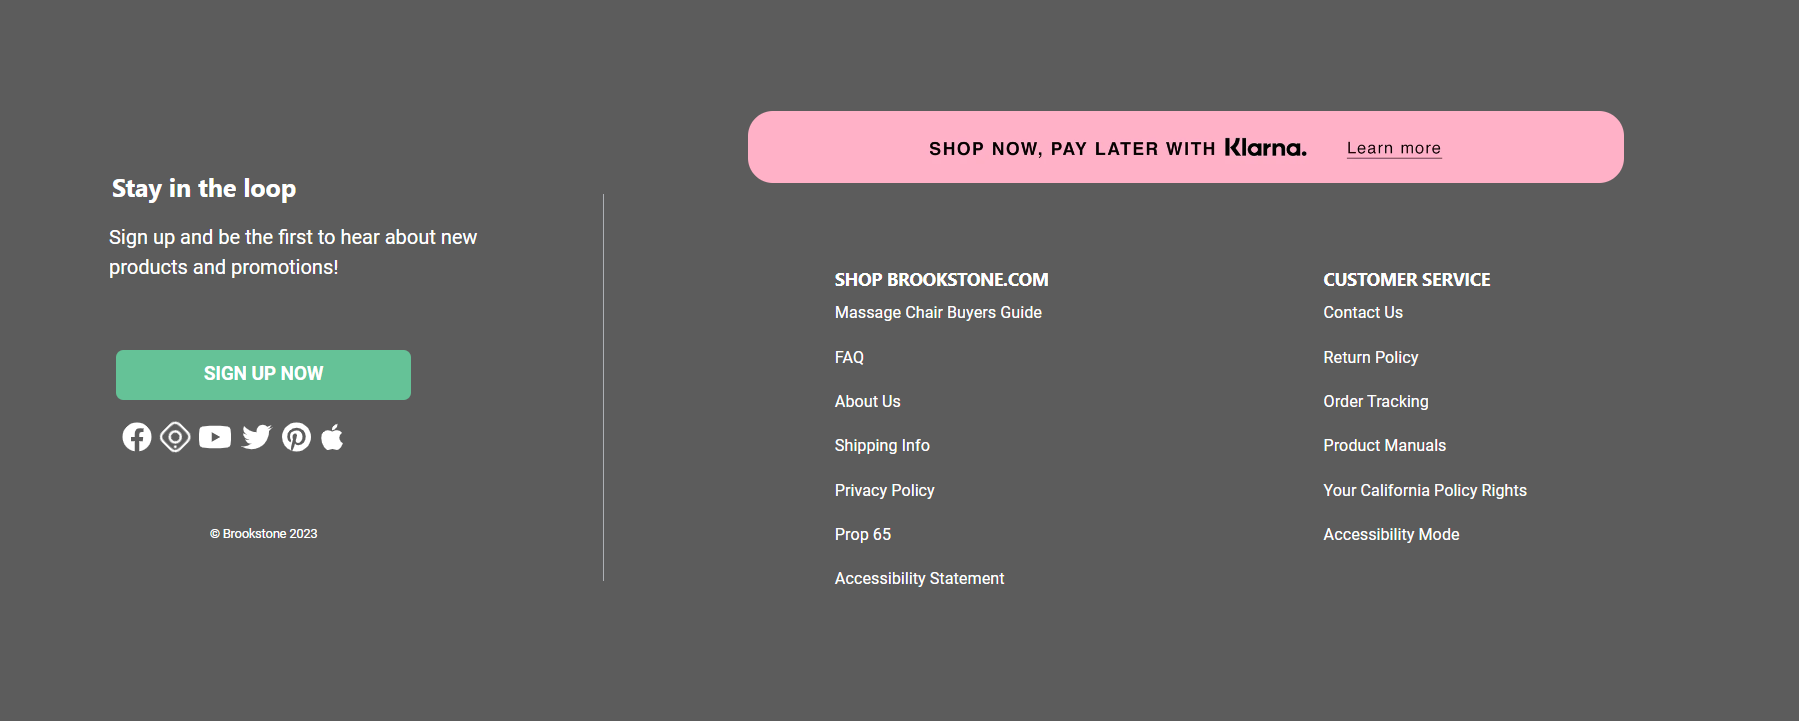 Stay in the loop
Sign up and be the first to hear about new
products and promotions!
SIGN UP NOW
© Brookstone 2023
SHOP NOW, PAY LATER WITH Klarna. Learn more
SHOP BROOKSTONE.COM
Massage Chair Buyers Guide
FAQ
About Us
Shipping Info
Privacy Policy
Prop 65
Accessibility Statement
CUSTOMER SERVICE
Contact Us
Return Policy
Order Tracking
Product Manuals
Your California Policy Rights
Accessibility Mode